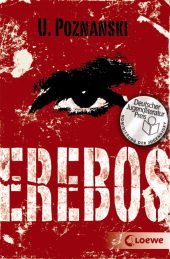 U. POZNANSKI
Deutscher
Jugendliteratur
Preis
EREBOS
Loewe